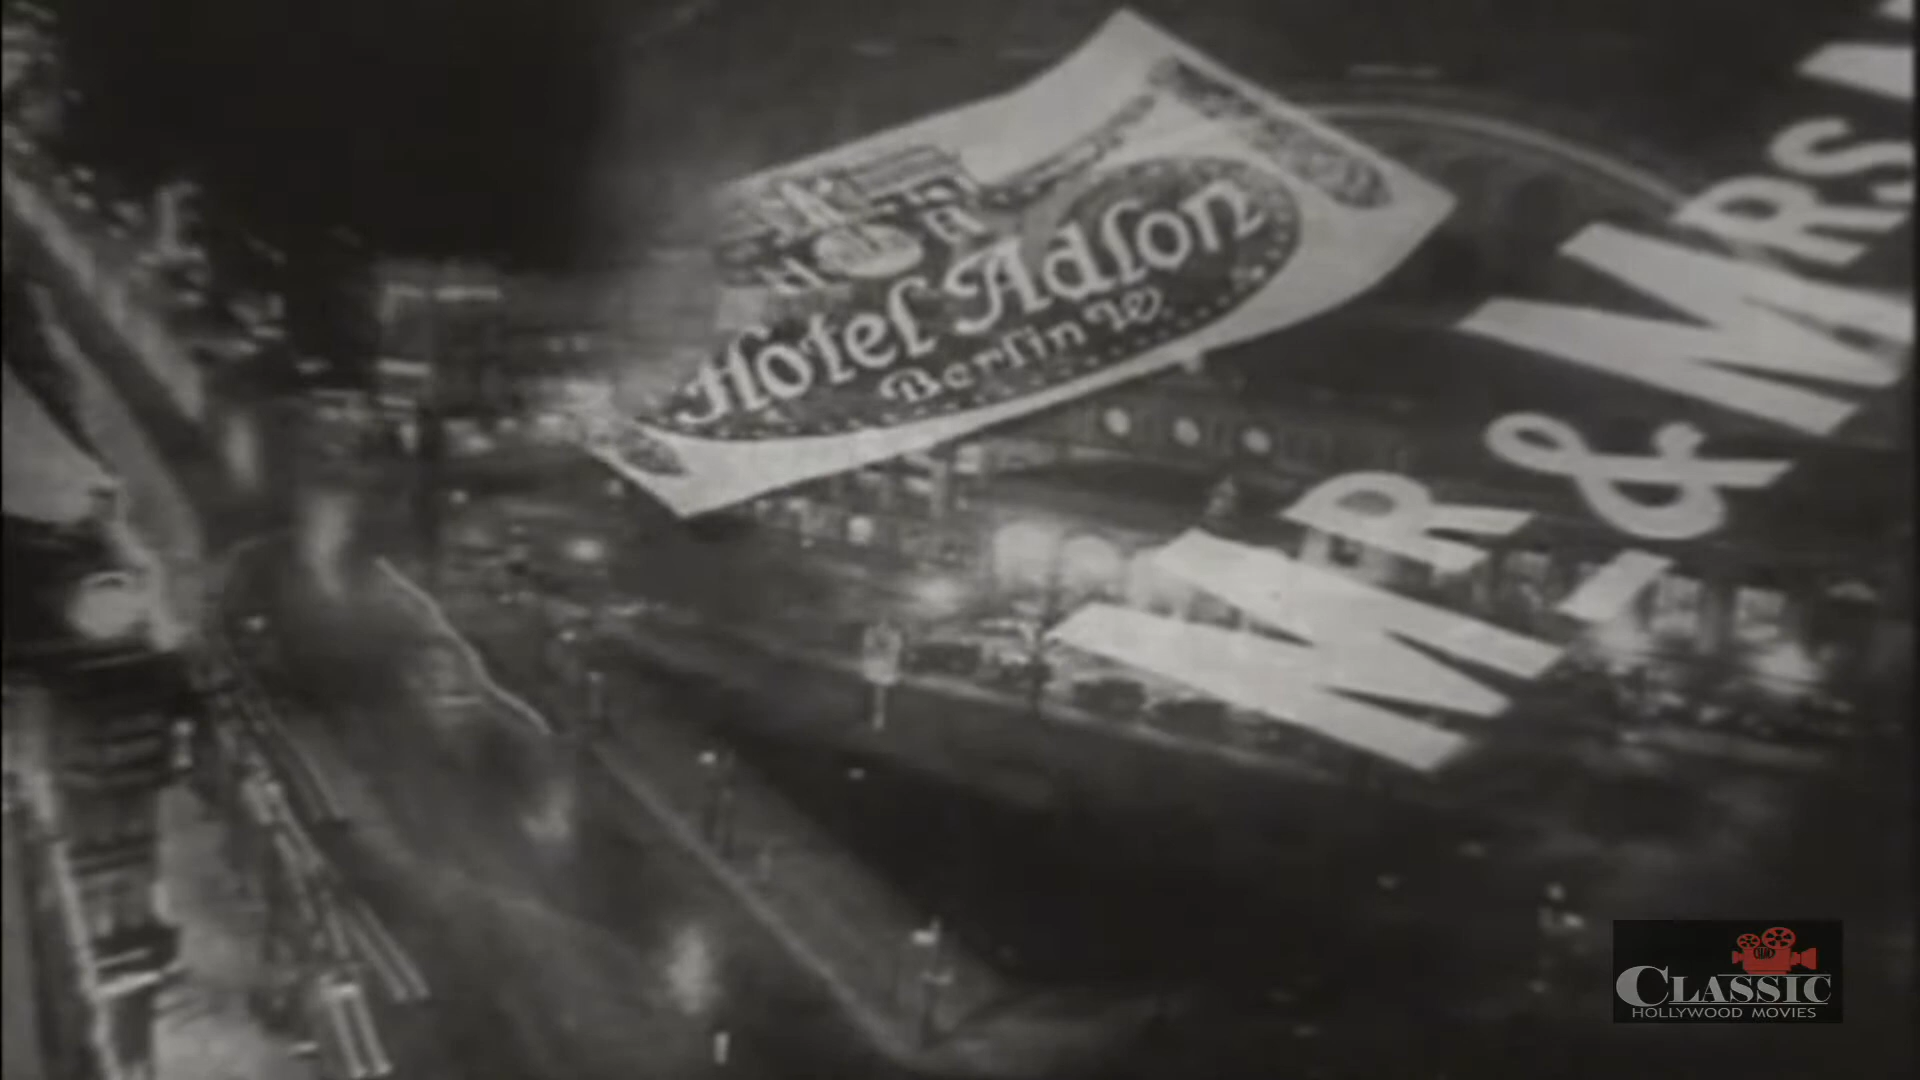 Hotel Adlon
Berlin W.
MR. & MRS
CLASSIC
HOLLYWOOD MOVIES